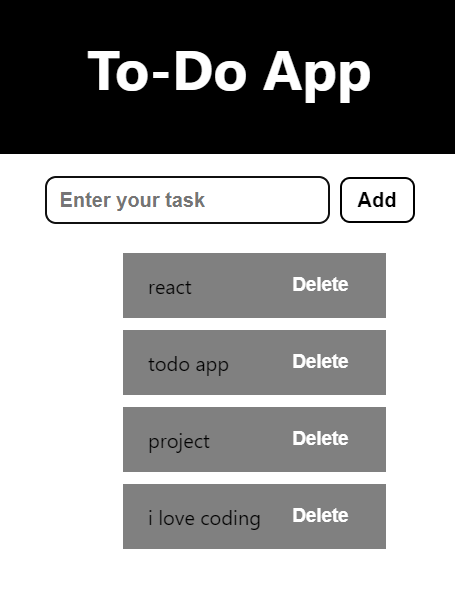 To-Do App
Enter your task Add
react Delete
todo app Delete
project Delete
i love coding Delete